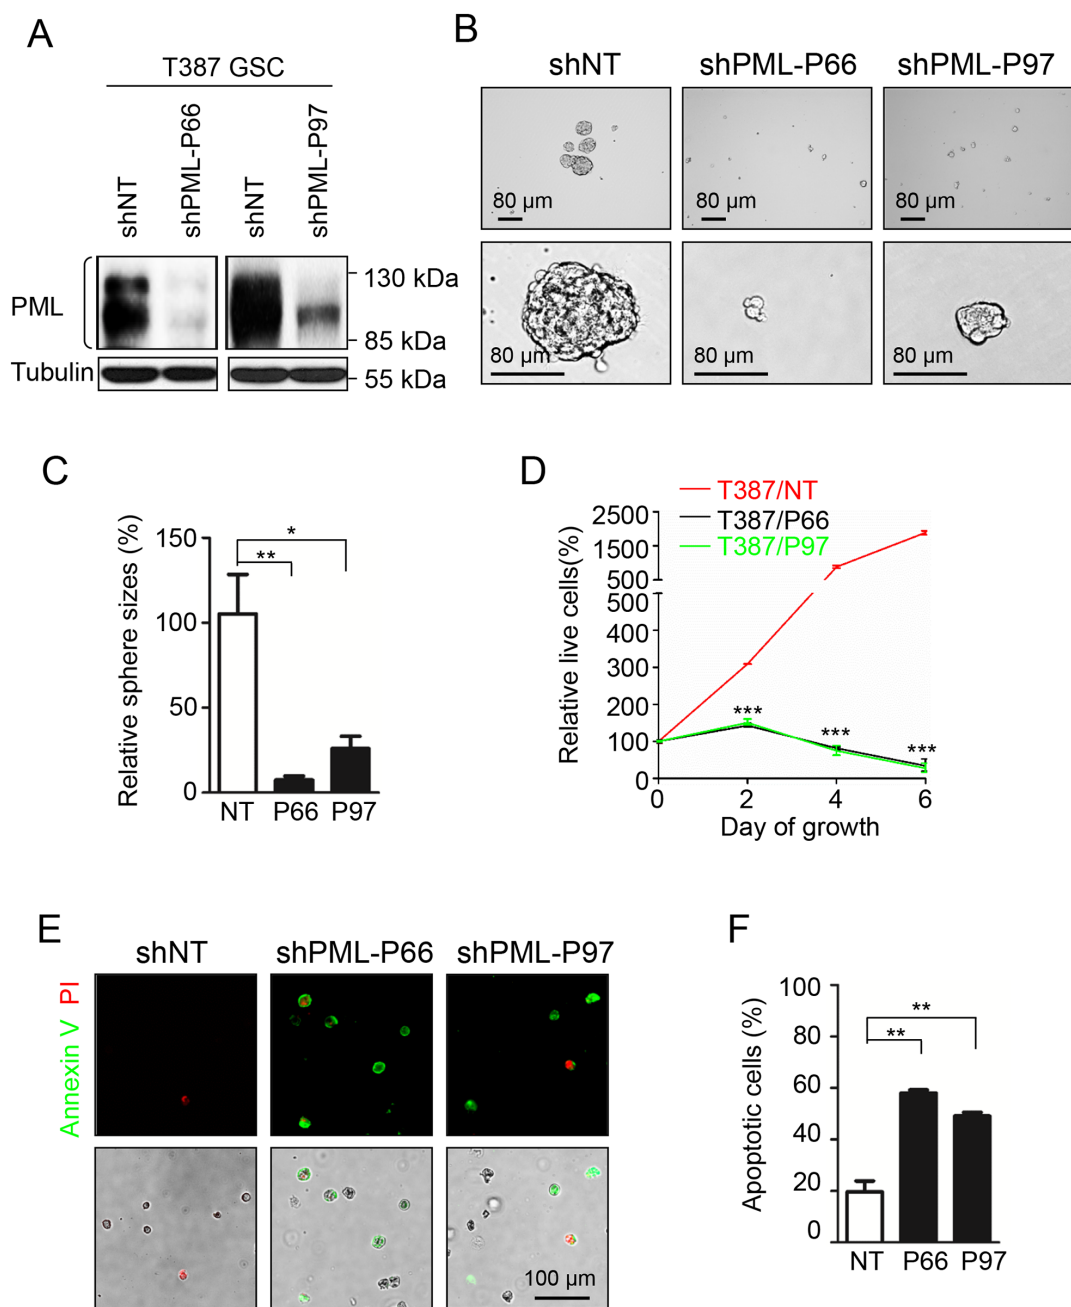 A
T387 GSC
shNT
shPML-P66
shNT
shPML-P97
PML
130 kDa
85 kDa
Tubulin
55 kDa
B
shNT
shPML-P66
shPML-P97
80 µm
80 µm
80 µm
80 µm
80 µm
80 µm
C
Relative sphere sizes (%)
150
100
50
0
*
**
NT
P66
P97
D
T387/NT
T387/P66
T387/P97
Relative live cells(%)
2500
1500
500
500
400
300
200
100
0
***
***
***
0
2
4
6
Day of growth
E
shNT
shPML-P66
shPML-P97
Annexin V PI
100 µm
F
Apoptotic cells (%)
100
80
60
40
20
0
**
**
NT
P66
P97